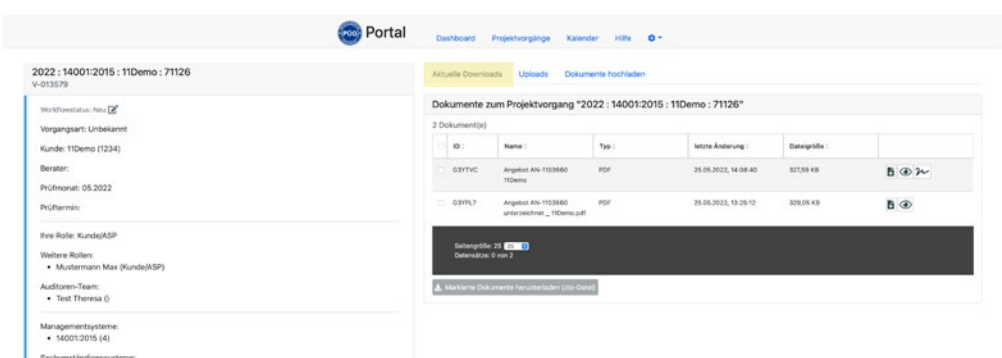 PÜG Portal
Dashboard Projektvorgänge Kalender Hilfe
2022 : 14001:2015 : 11Demo : 71126
V-013579
Workflowstatus: Neu
Vorgangsart: Unbekannt
Kunde: 11Demo (1234)
Berater:
Prüfmonat: 05.2022
Prüftermin:
Ihre Rolle: Kunde/ASP
Weitere Rollen:
Mustermann Max (Kunde/ASP)
Auditoren-Team:
Test Theresa ()
Managementsysteme:
14001:2015 (4)
Sachverständigensysteme:
Aktuelle Downloads Uploads Dokumente hochladen
Dokumente zum Projektvorgang "2022 : 14001:2015 : 11Demo : 71126"
2 Dokument(e)
ID Name Typ letzte Änderung Dateigröße
G3YTVC Angebot AN-1103660 PDF 25.05.2022, 14:08:40 327,59 KB
11Demo
G3YPL7 Angebot AN-1103660 PDF 25.05.2022, 13:25:12 329,05 KB
unterzeichnet _ 11Demo.pdf
Seitengröße: 25 25
Datensätze: 0 von 2
Markierte Dokumente herunterladen (zip-Datei)